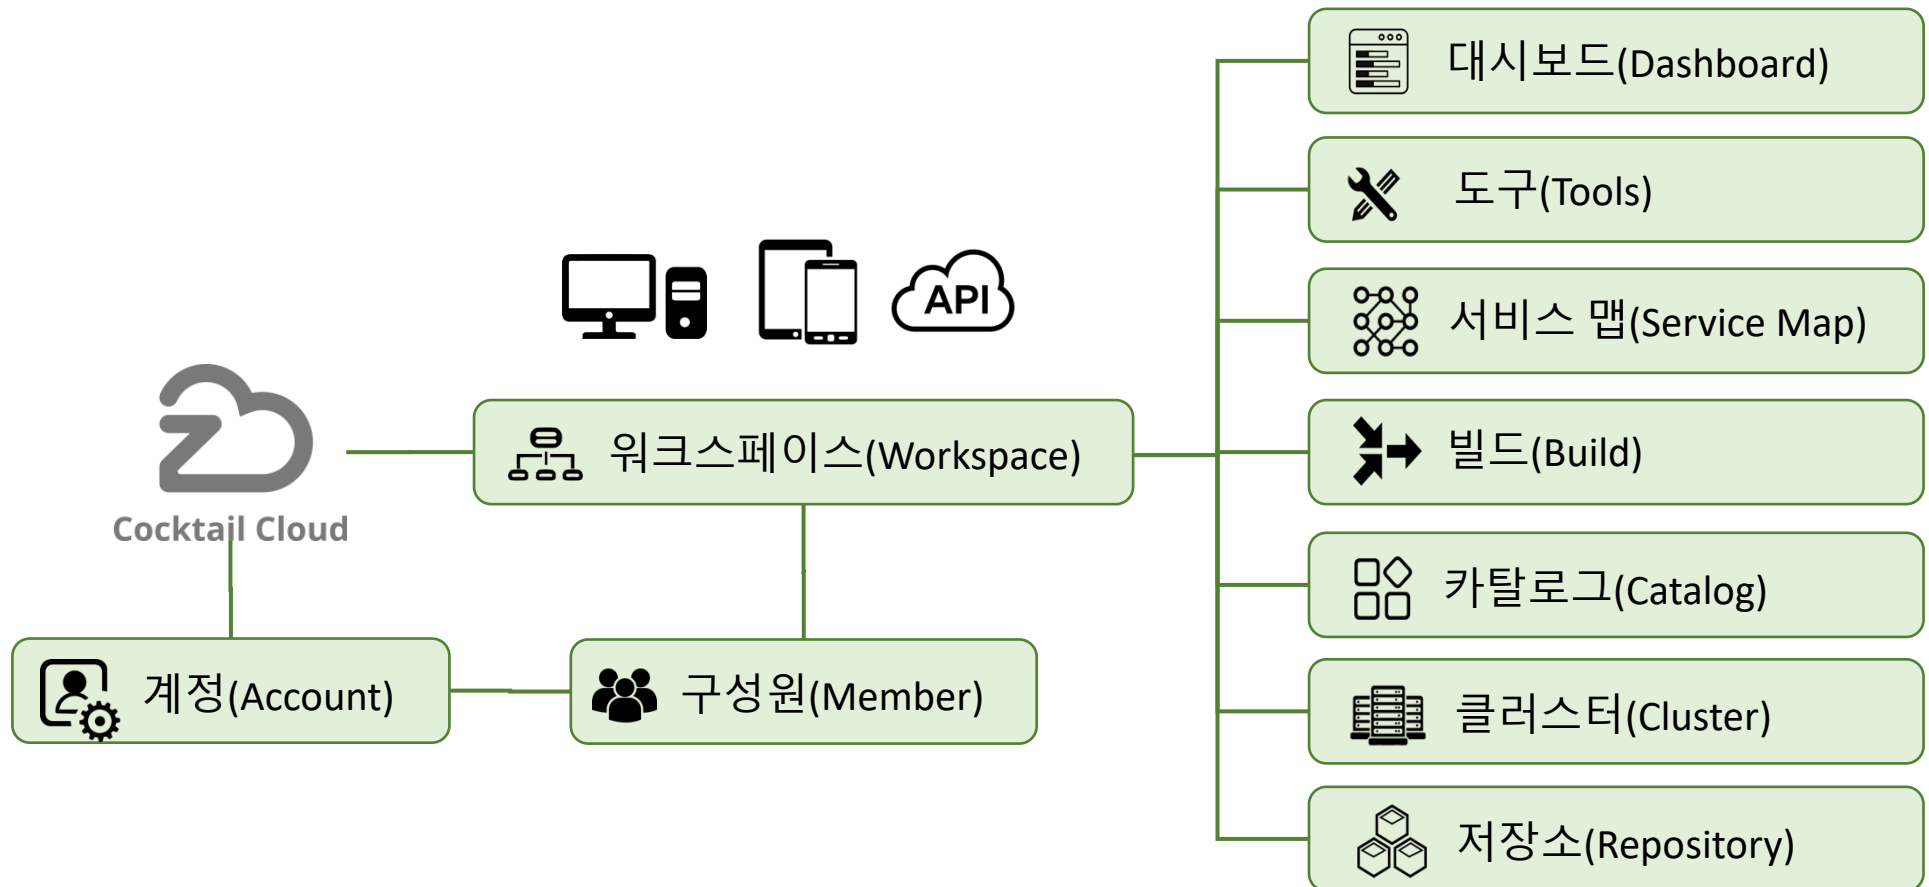 대시보드(Dashboard)
도구(Tools)
API
서비스 맵(Service Map)
워크스페이스(Workspace)
빌드(Build)
Cocktail Cloud
카탈로그(Catalog)
계정(Account)
구성원(Member)
클러스터(Cluster)
저장소(Repository)